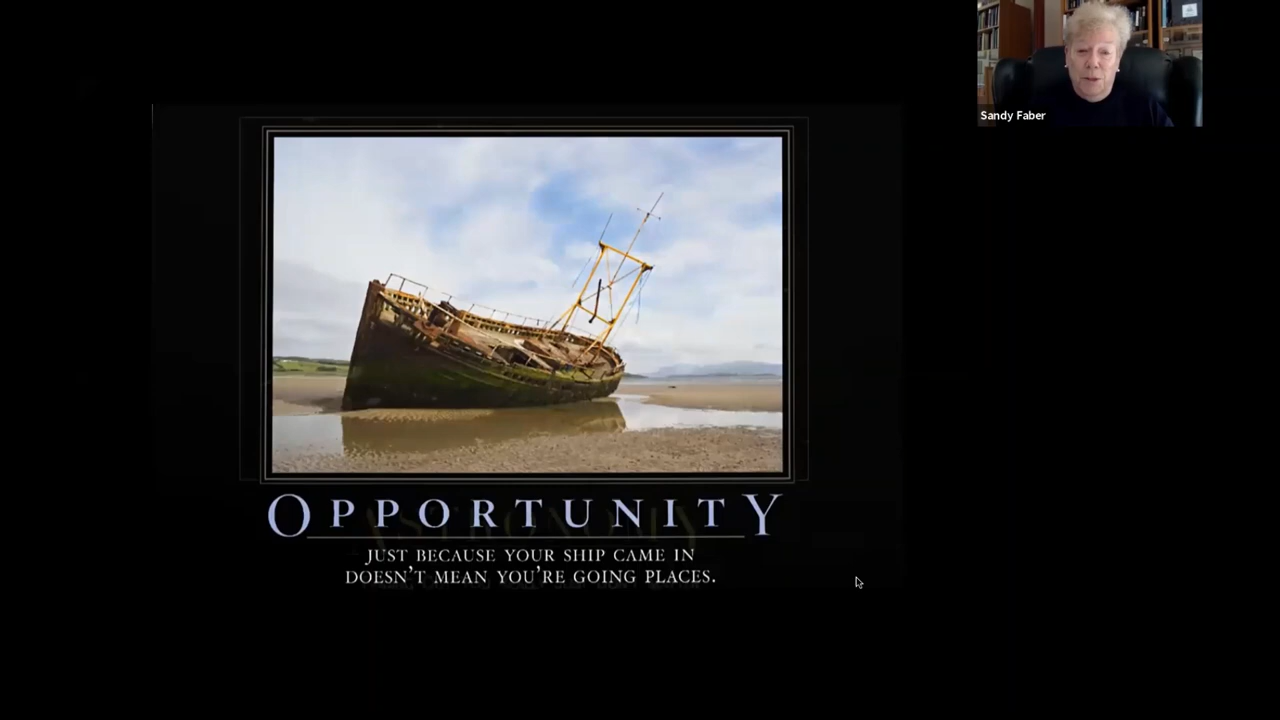 Sandy Faber
OPPORTUNITY
JUST BECAUSE YOUR SHIP CAME IN
DOESN'T MEAN YOU'RE GOING PLACES.